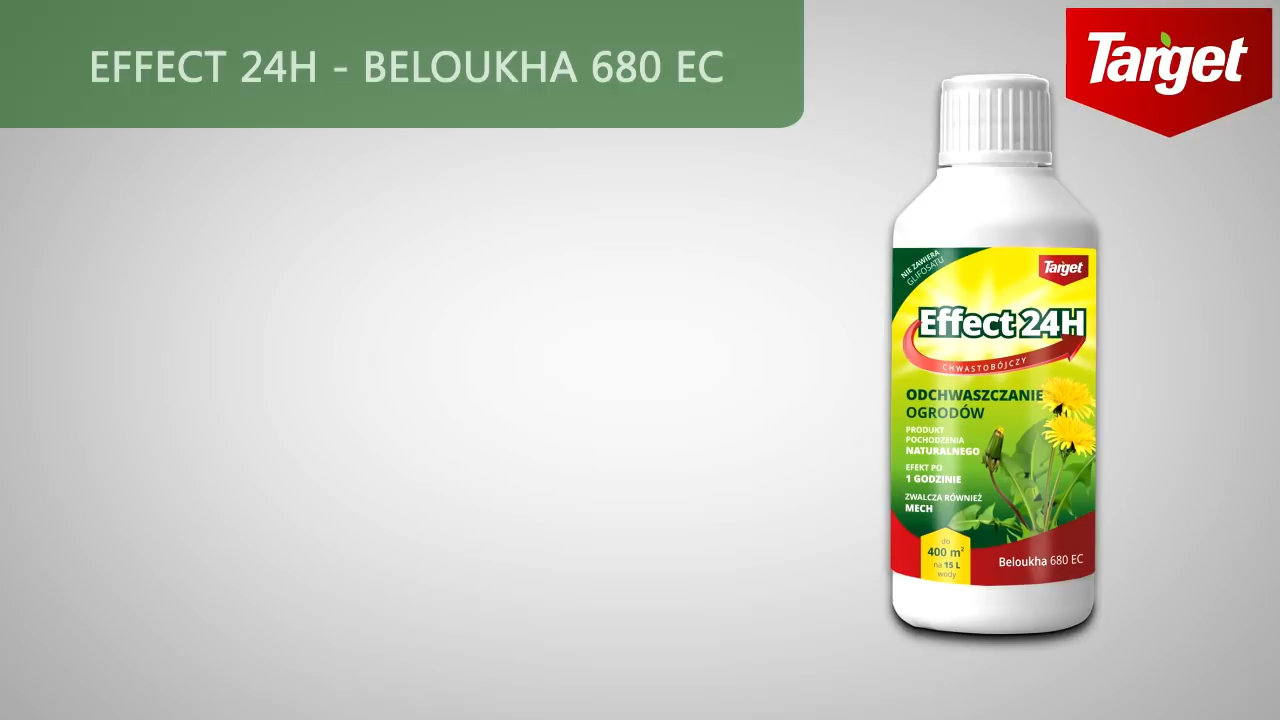 EFFECT 24H - BELOUKHA 680 EC
Target
NIE ZAWIERA
GLIFOSATU
Target
Effect 24H
CHWASTOBÓJCZY
ODCHWASZCZANIE
OGRODÓW
PRODUKT
POCHODZENIA
NATURALNEGO
EFEKT PO
1 GODZINIE
ZWALCZA RÓWNIEŻ
MECH
do
400 m²
na 15 L
wody
Beloukha 680 EC